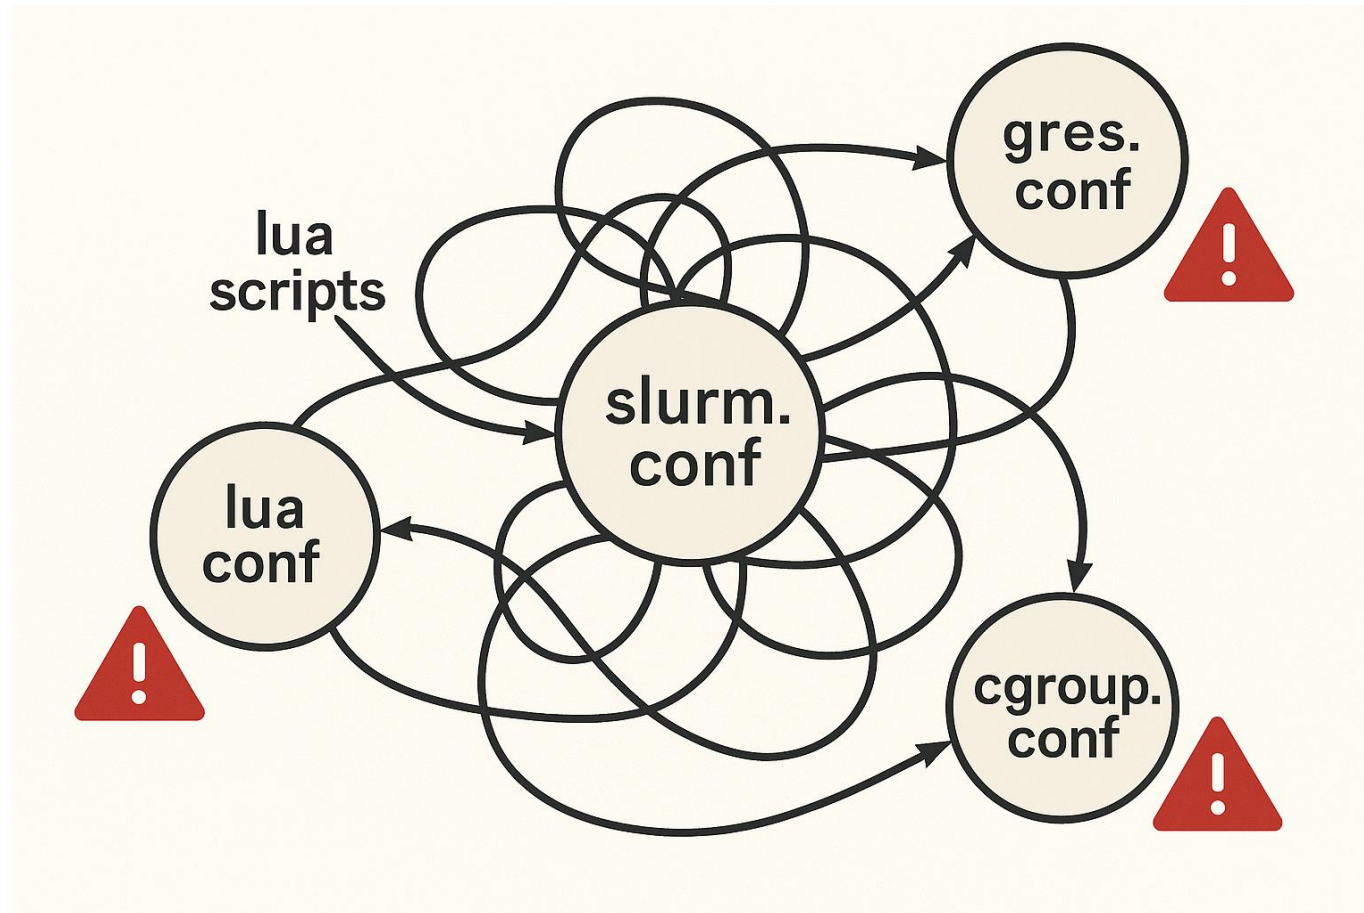 gres.
conf
lua
scripts
slurm.
conf
lua
conf
cgroup.
conf